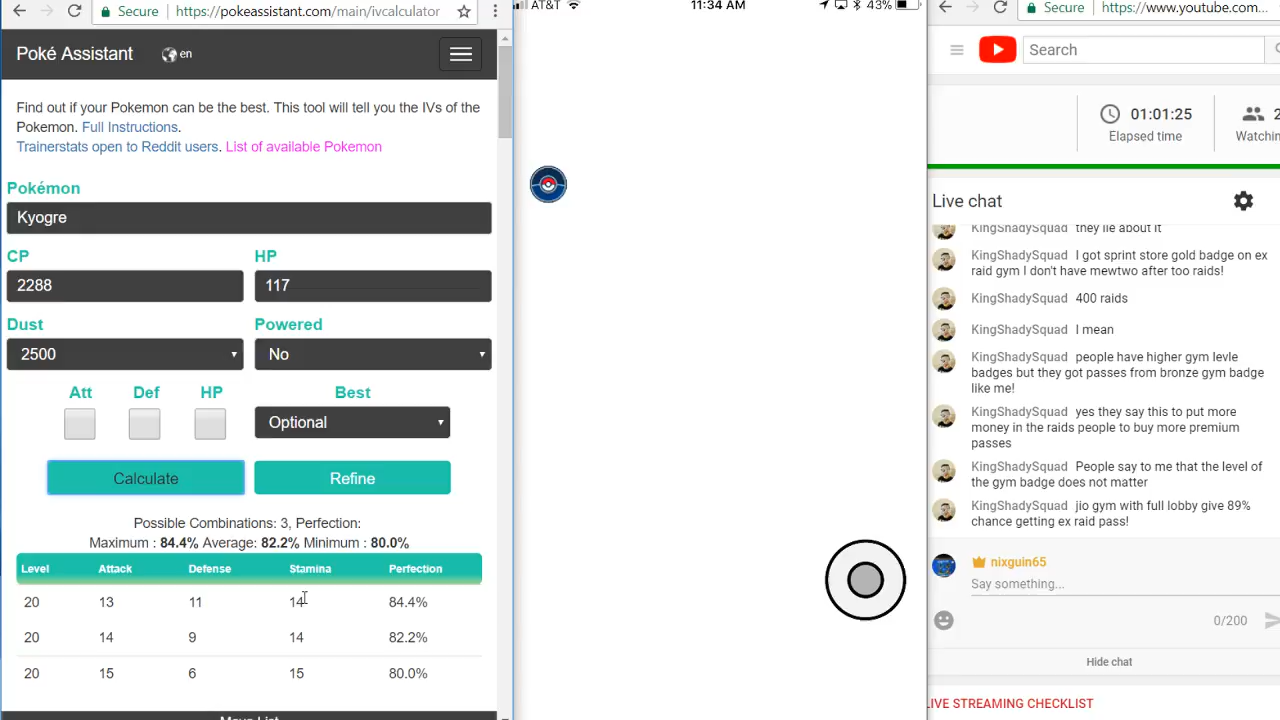 Secure https://pokeassistant.com/main/ivcalculator
Poké Assistant en
Find out if your Pokemon can be the best. This tool will tell you the IVs of the
Pokemon. Full Instructions.
Trainerstats open to Reddit users. List of available Pokemon
Pokémon
Kyogre
CP HP
2288 117
Dust Powered
2500 No
Att Def HP Best
Optional
Calculate Refine
Possible Combinations: 3, Perfection:
Maximum : 84.4% Average: 82.2% Minimum : 80.0%
Level Attack Defense Stamina Perfection
20 13 11 14 84.4%
20 14 9 14 82.2%
20 15 6 15 80.0%
Move List
AT&T 11:34 AM 43%
Secure https://www.youtube.com...
Search
01:01:25 2
Elapsed time Watchin
Live chat
KingShadySquad they lie about it
KingShadySquad I got sprint store gold badge on ex
raid gym I don't have mewtwo after too raids!
KingShadySquad 400 raids
KingShadySquad I mean
KingShadySquad people have higher gym levle
badges but they got passes from bronze gym badge
like me!
KingShadySquad yes they say this to put more
money in the raids people to buy more premium
passes
KingShadySquad People say to me that the level of
the gym badge does not matter
KingShadySquad jio gym with full lobby give 89%
chance getting ex raid pass!
nixguin65
Say something...
0/200
Hide chat
LIVE STREAMING CHECKLIST